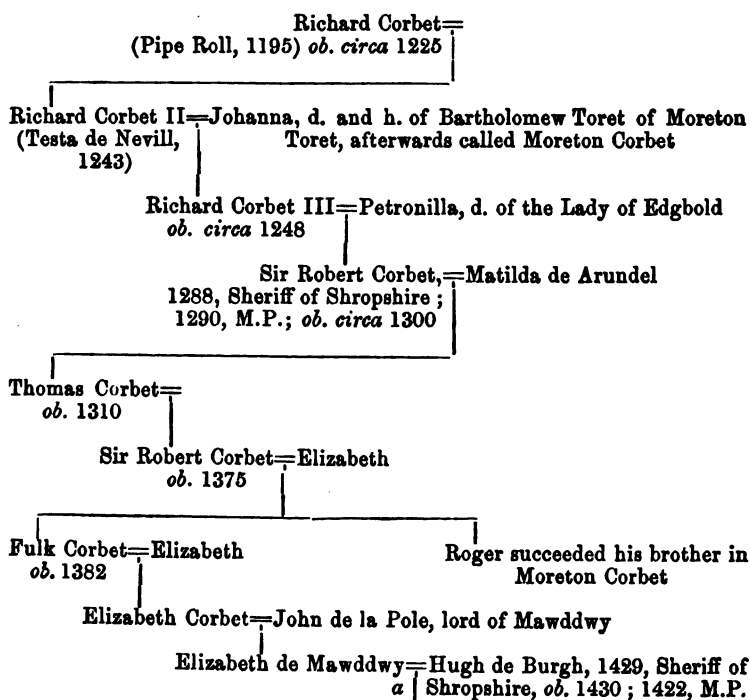 Richard Corbet=
(Pipe Roll, 1195) ob. circa 1225
Richard Corbet II=Johanna, d. and h. of Bartholomew Toret of Moreton
(Testa de Nevill, Toret, afterwards called Moreton Corbet
1243)
Richard Corbet III=Petronilla, d. of the Lady of Edgbold
ob. circa 1248
Sir Robert Corbet,=Matilda de Arundel
1288, Sheriff of Shropshire ;
1290, M.P.; ob. circa 1300
Thomas Corbet=
ob. 1310
Sir Robert Corbet=Elizabeth
ob. 1375
Fulk Corbet=Elizabeth Roger succeeded his brother in
ob. 1382 Moreton Corbet
Elizabeth Corbet=John de la Pole, lord of Mawddwy
Elizabeth de Mawddwy=Hugh de Burgh, 1429, Sheriff of
a Shropshire, ob. 1430 ; 1422, M.P.